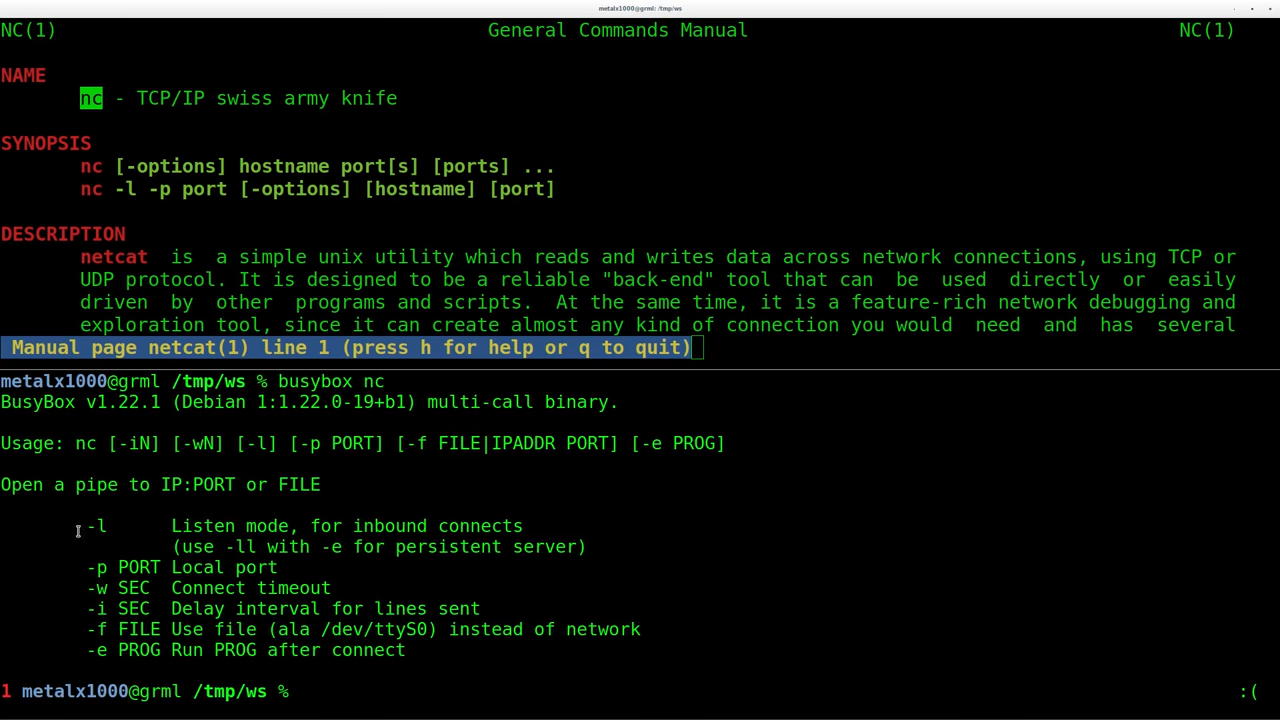 metalx1000@grml: /tmp/ws
NC(1) General Commands Manual NC(1)
NAME
nc - TCP/IP swiss army knife
SYNOPSIS
nc [-options] hostname port[s] [ports] ...
nc -l -p port [-options] [hostname] [port]
DESCRIPTION
netcat is a simple unix utility which reads and writes data across network connections, using TCP or
UDP protocol. It is designed to be a reliable "back-end" tool that can be used directly or easily
driven by other programs and scripts. At the same time, it is a feature-rich network debugging and
exploration tool, since it can create almost any kind of connection you would need and has several
Manual page netcat(1) line 1 (press h for help or q to quit)
metalx1000@grml /tmp/ws % busybox nc
BusyBox v1.22.1 (Debian 1:1.22.0-19+b1) multi-call binary.
Usage: nc [-iN] [-wN] [-l] [-p PORT] [-f FILE|IPADDR PORT] [-e PROG]
Open a pipe to IP:PORT or FILE
-l Listen mode, for inbound connects
(use -ll with -e for persistent server)
-p PORT Local port
-w SEC Connect timeout
-i SEC Delay interval for lines sent
-f FILE Use file (ala /dev/ttyS0) instead of network
-e PROG Run PROG after connect
1 metalx1000@grml /tmp/ws % :(